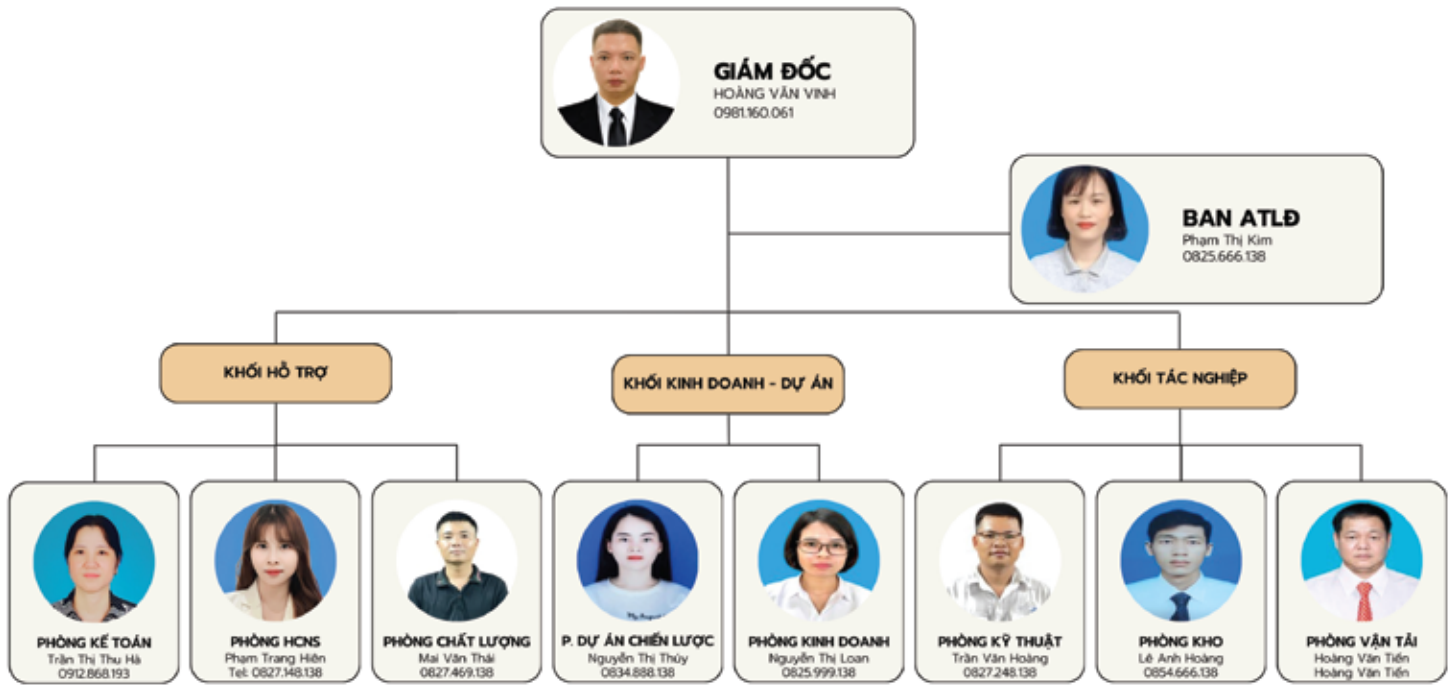 GIÁM ĐỐC
HOÀNG VĂN VINH
0981.160.061
BAN ATLĐ
Phạm Thị Kim
0825.666.138
KHỐI HỖ TRỢ
KHỐI KINH DOANH - DỰ ÁN
KHỐI TÁC NGHIỆP
PHÒNG KẾ TOÁN
Trần Thị Thu Hà
0912.868.193
PHÒNG HCNS
Phạm Trang Hiên
Tel: 0827.148.138
PHÒNG CHẤT LƯỢNG
Mai Văn Thái
0827.469.138
P. DỰ ÁN CHIẾN LƯỢC
Nguyễn Thị Thúy
0834.888.138
PHÒNG KINH DOANH
Nguyễn Thị Loan
0825.999.138
PHÒNG KỸ THUẬT
Trần Văn Hoàng
0827.248.138
PHÒNG KHO
Lê Anh Hoàng
0854.666.138
PHÒNG VẬN TẢI
Hoàng Văn Tiến
Hoàng Văn Tiến